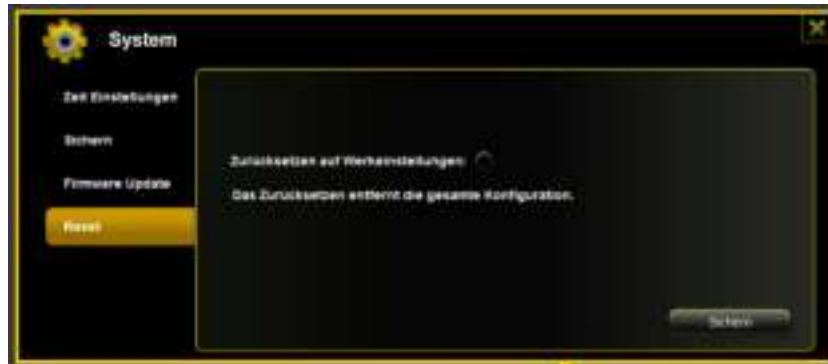 System
Zeit Einstellungen
Sichern
Firmware Update
Reset
Zurücksetzen auf Werkeinstellungen:
Das Zurücksetzen entfernt die gesamte Konfiguration.
Sichern